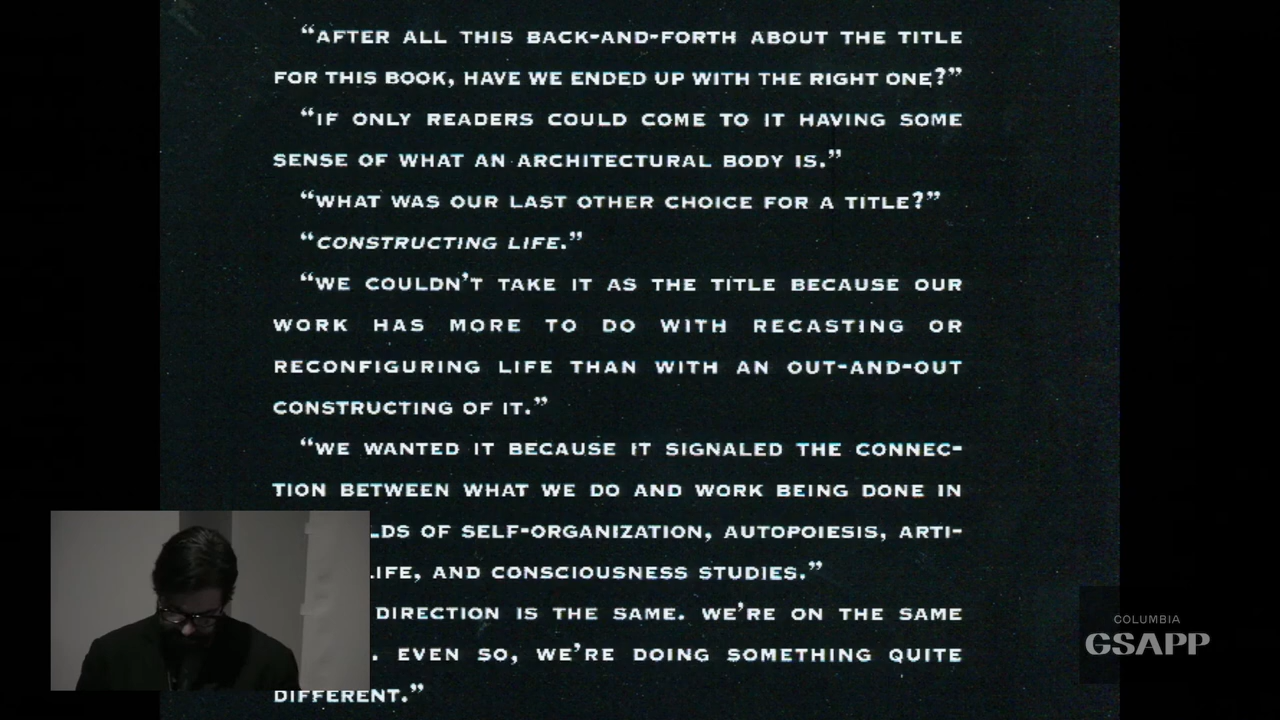 “AFTER ALL THIS BACK-AND-FORTH ABOUT THE TITLE
FOR THIS BOOK, HAVE WE ENDED UP WITH THE RIGHT ONE?”
“IF ONLY READERS COULD COME TO IT HAVING SOME
SENSE OF WHAT AN ARCHITECTURAL BODY IS.”
“WHAT WAS OUR LAST OTHER CHOICE FOR A TITLE?”
“CONSTRUCTING LIFE.”
“WE COULDN’T TAKE IT AS THE TITLE BECAUSE OUR
WORK HAS MORE TO DO WITH RECASTING OR
RECONFIGURING LIFE THAN WITH AN OUT-AND-OUT
CONSTRUCTING OF IT.”
“WE WANTED IT BECAUSE IT SIGNALED THE CONNEC-
TION BETWEEN WHAT WE DO AND WORK BEING DONE IN
LDS OF SELF-ORGANIZATION, AUTOPOIESIS, ARTI-
IFE, AND CONSCIOUSNESS STUDIES.”
DIRECTION IS THE SAME. WE’RE ON THE SAME
. EVEN SO, WE’RE DOING SOMETHING QUITE
DIFFERENT.”
COLUMBIA
GSAPP